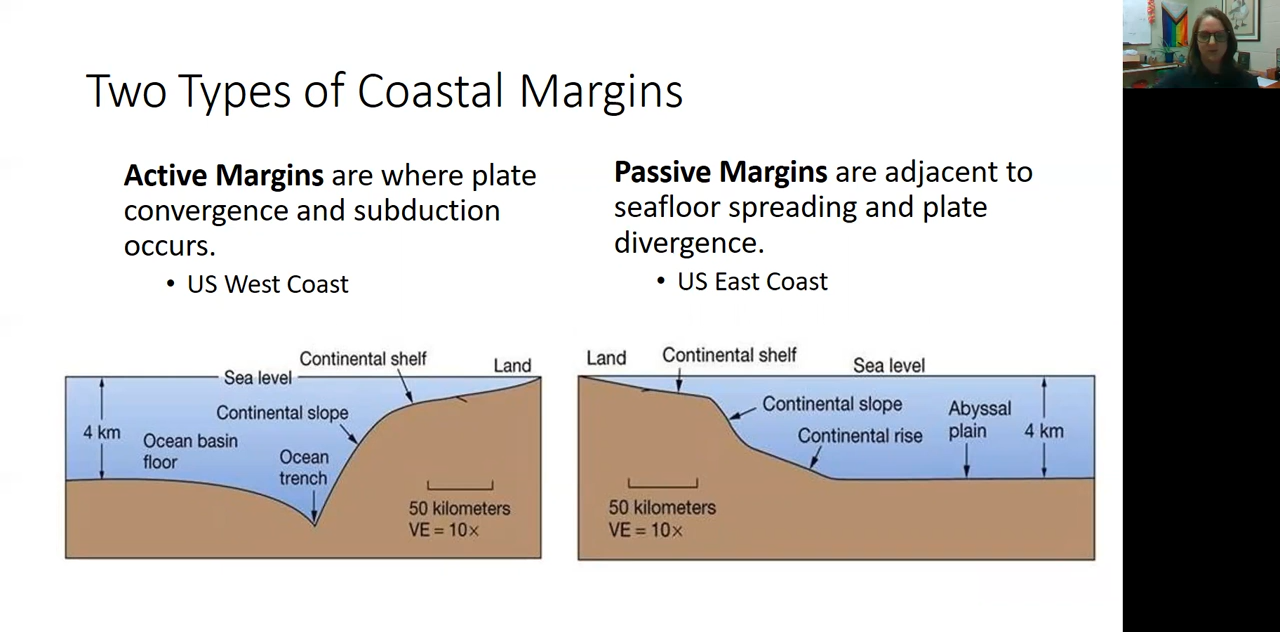 Two Types of Coastal Margins
Active Margins are where plate
convergence and subduction
occurs.
• US West Coast
Passive Margins are adjacent to
seafloor spreading and plate
divergence.
• US East Coast
Continental shelf
Land
Sea level
Continental slope
4 km
Ocean basin
floor
Ocean
trench
50 kilometers
VE = 10×
Land
Continental shelf
Sea level
Continental slope
Abyssal
plain
4 km
Continental rise
50 kilometers
VE = 10×